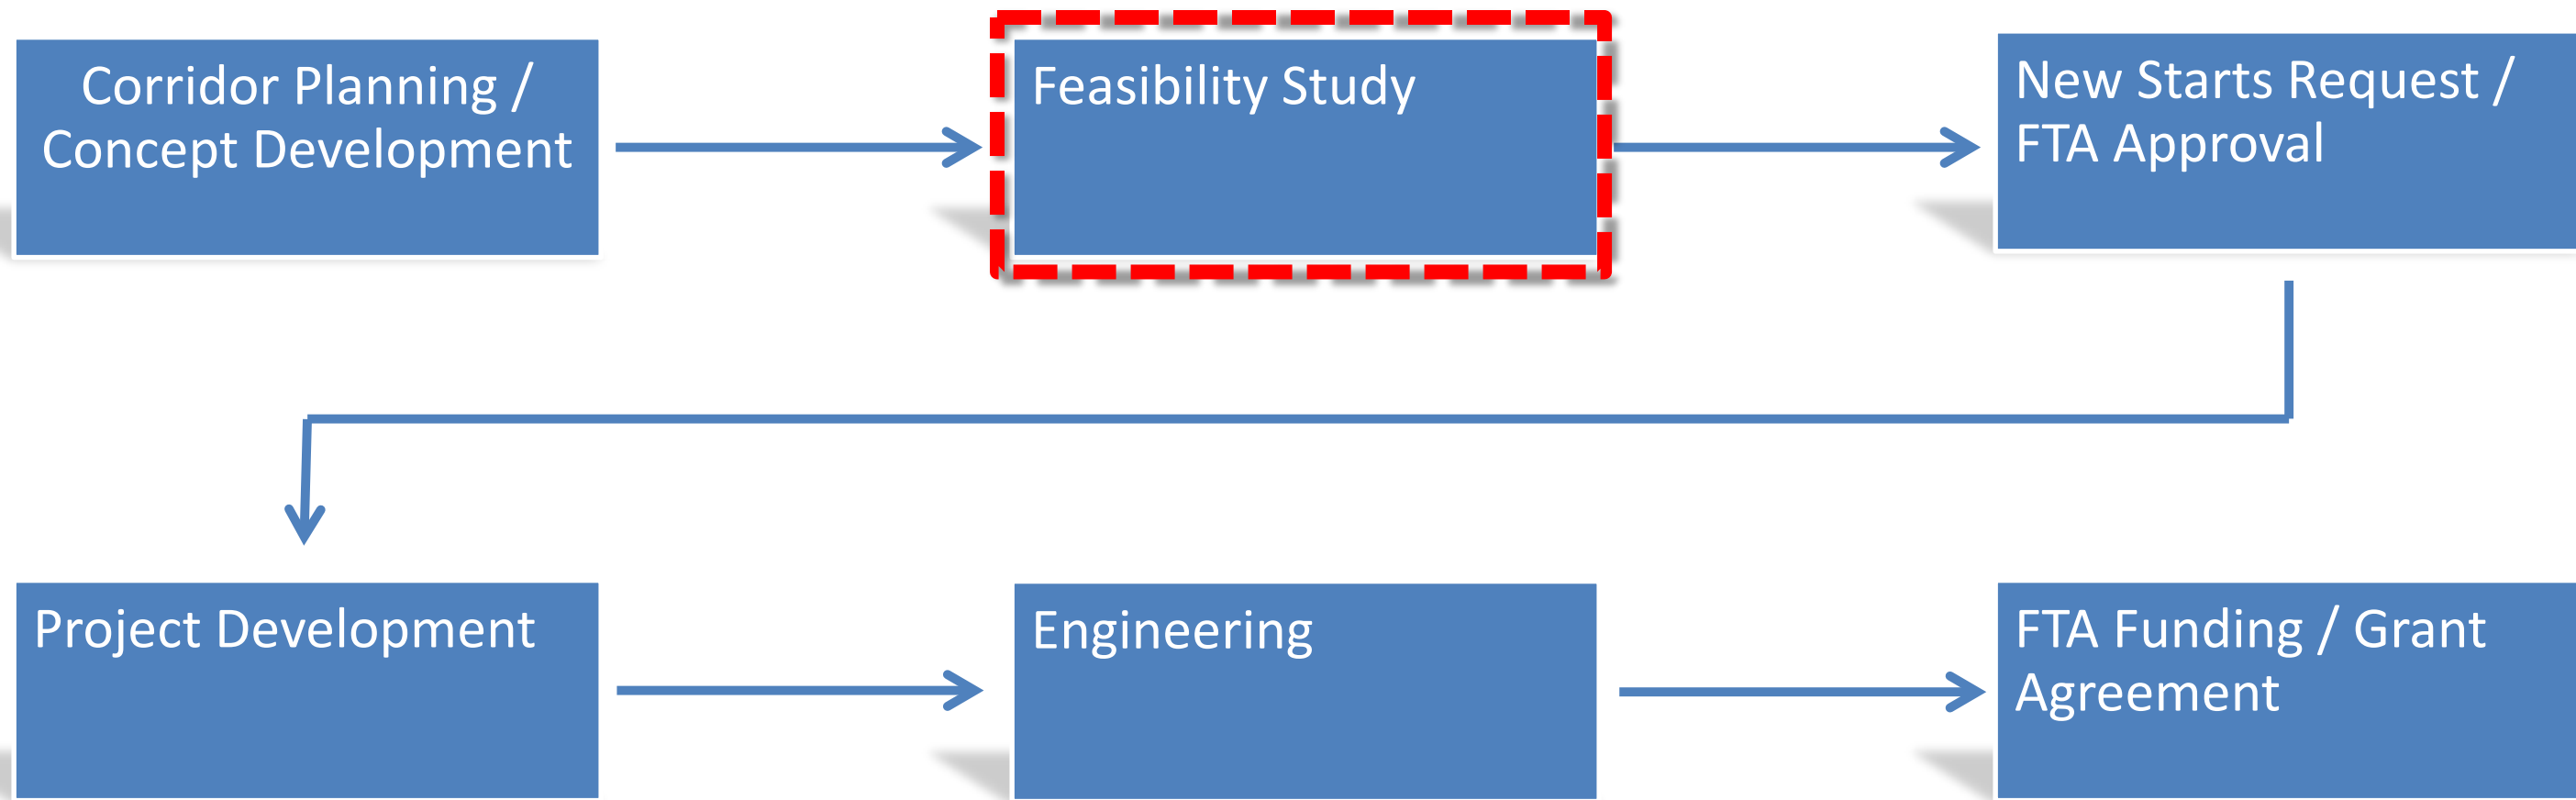 Corridor Planning /
Concept Development
Feasibility Study
New Starts Request /
FTA Approval
Project Development
Engineering
FTA Funding / Grant
Agreement